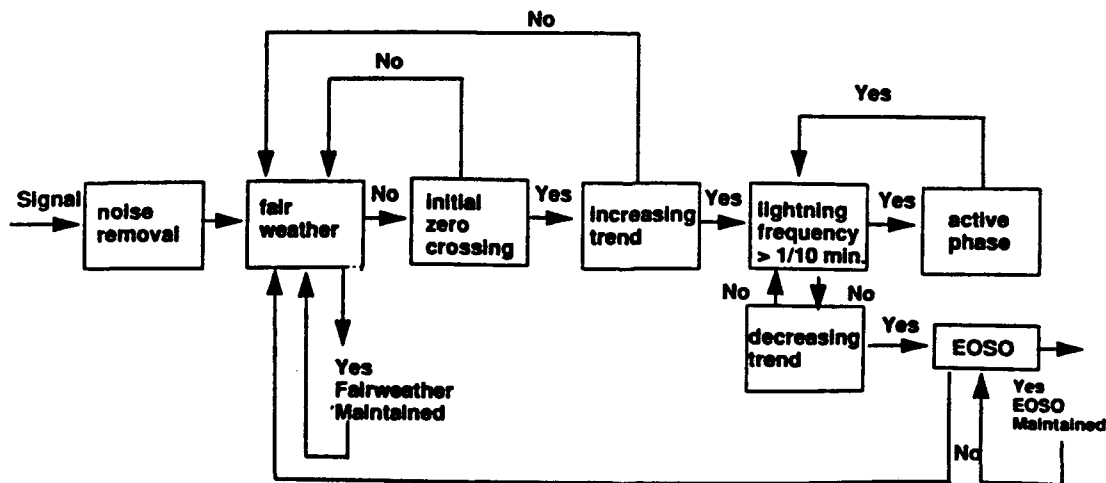 No
No
Yes
Signal
noise
removal
fair
weather
No
initial
zero
crossing
Yes
increasing
trend
Yes
lightning
frequency
> 1/10 min.
Yes
active
phase
No
No
decreasing
trend
Yes
EOSO
Yes
Fairweather
Maintained
Yes
EOSO
Maintained
No